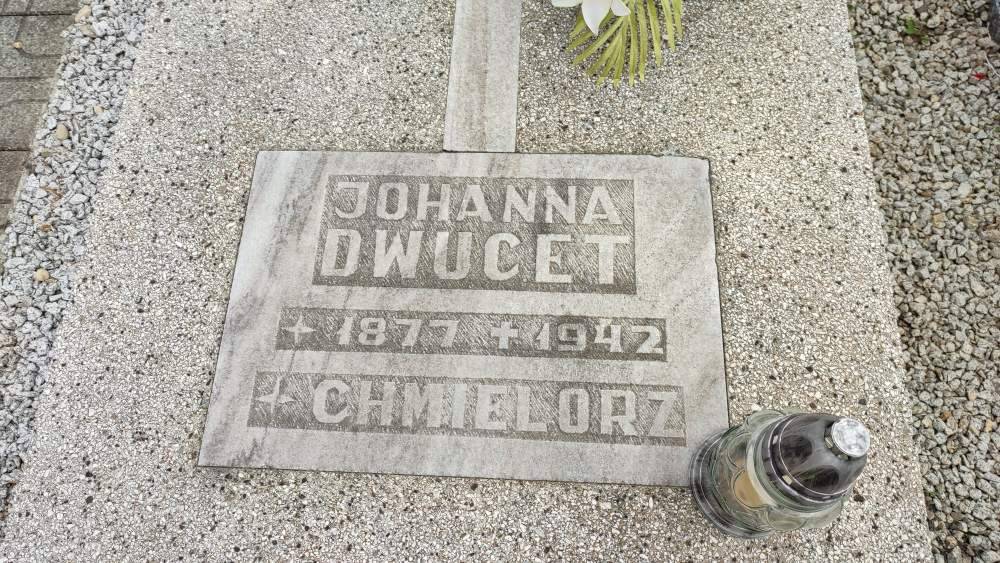 JOHANNA
DWUCET
1877 1942
CHMIELORZ